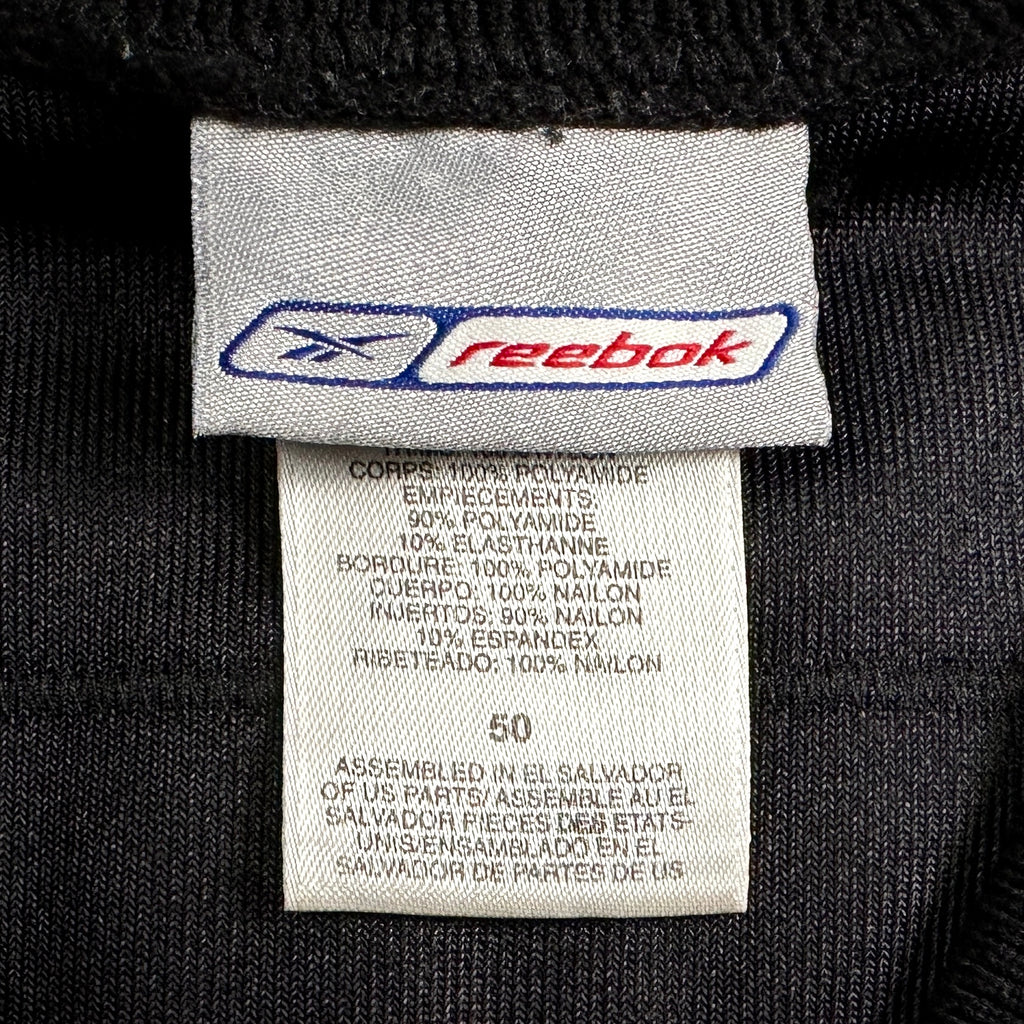 reebok
CORPS: 100% POLYAMIDE
EMPIECEMENTS:
90% POLYAMIDE
10% ELASTHANNE
BORDURE: 100% POLYAMIDE
CUERPO: 100% NAILON
INJERTOS: 90% NAILON
10% ESPANDEX
RIBETEADO: 100% NAILON
50
ASSEMBLED IN EL SALVADOR
OF US PARTS/ASSEMBLE AU EL
SALVADOR PIECES DES ETATS-
UNIS/ENSAMBLADO EN EL
SALVADOR DE PARTES DE US